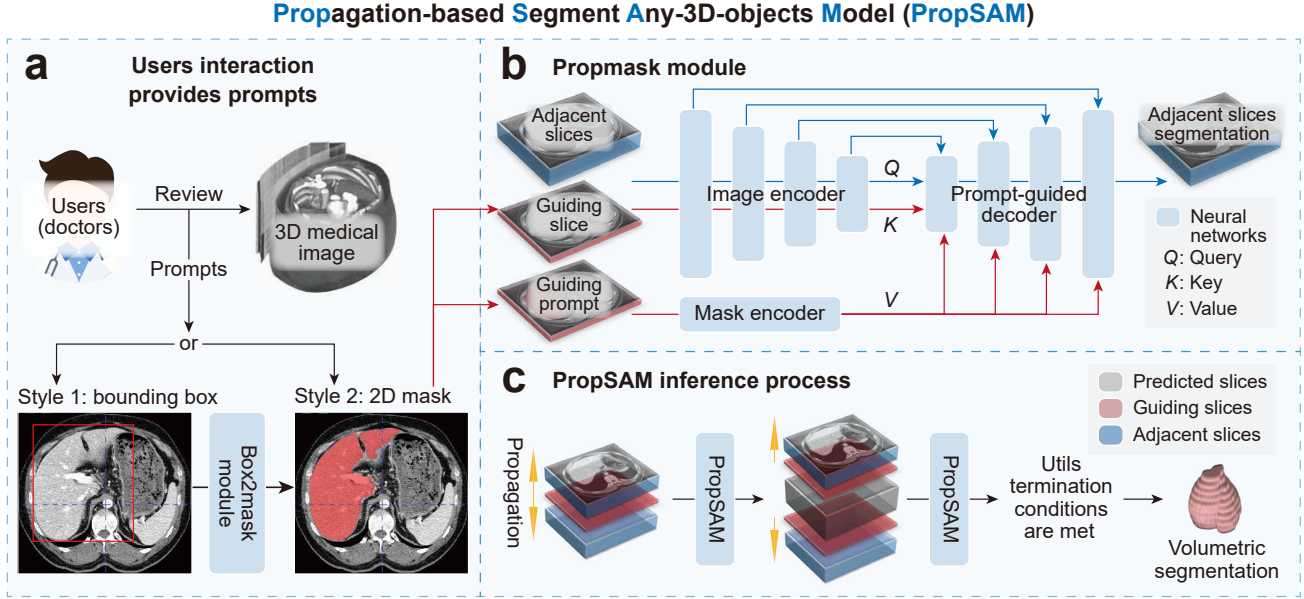 Propagation-based Segment Any-3D-objects Model (PropSAM)
a
Users interaction
provides prompts
Users
(doctors)
Review
3D medical
image
Prompts
or
Style 1: bounding box
Style 2: 2D mask
Box2mask
module
b
Propmask module
Adjacent
slices
Guiding
slice
Guiding
prompt
Image encoder
Mask encoder
Q
K
V
Prompt-guided
decoder
Adjacent slices
segmentation
Neural
networks
Q: Query
K: Key
V: Value
c
PropSAM inference process
Predicted slices
Guiding slices
Adjacent slices
Propagation
PropSAM
PropSAM
Utils
termination
conditions
are met
Volumetric
segmentation